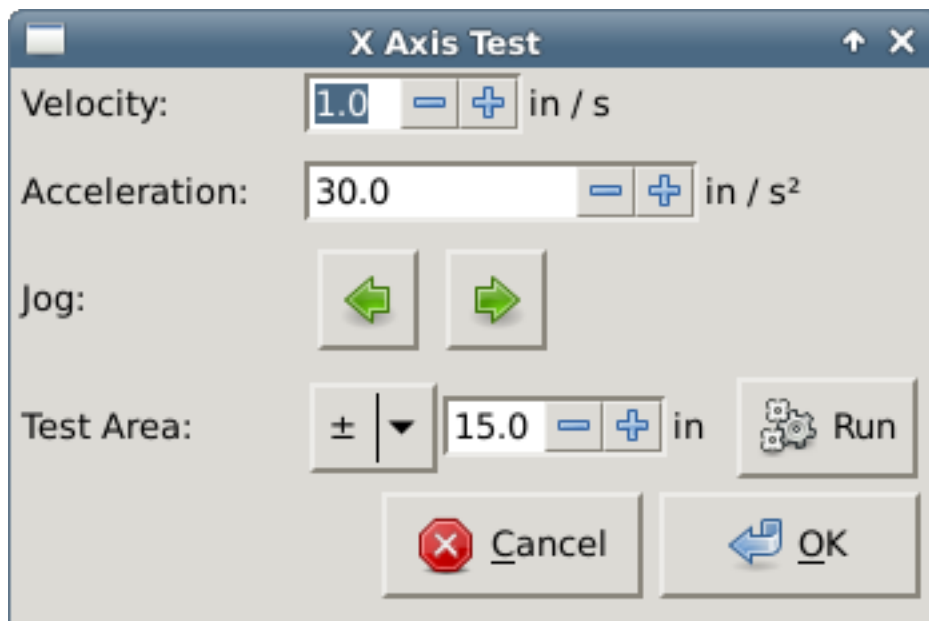 X Axis Test
Velocity: 1.0 in / s
Acceleration: 30.0 in / s²
Jog:
Test Area: ± 15.0 in Run
Cancel OK